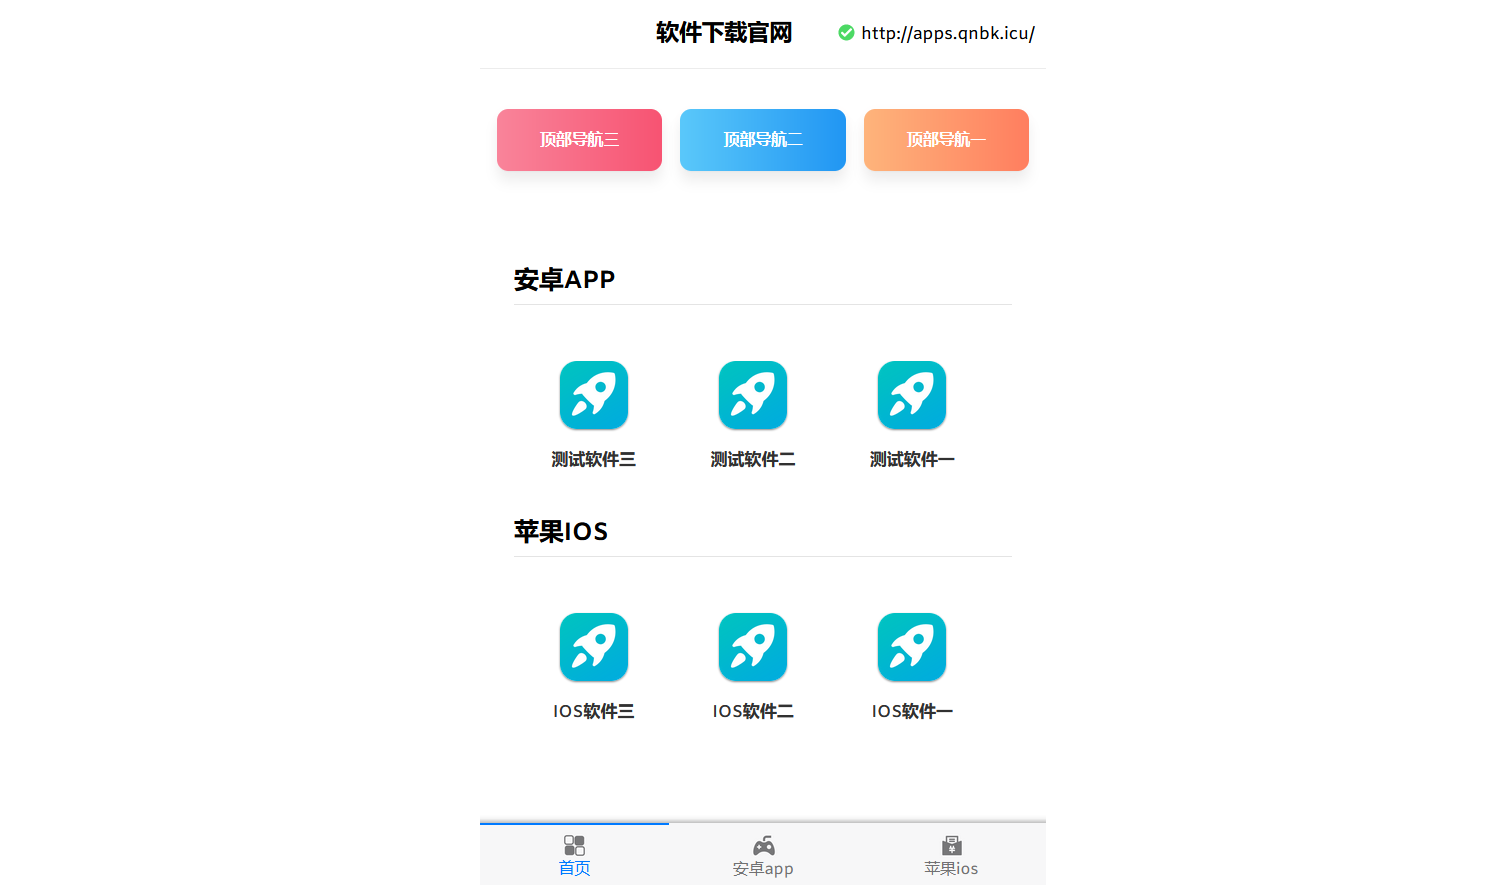 软件下载官网
http://apps.qnbk.icu/
顶部导航三
顶部导航二
顶部导航一
安卓APP
测试软件三
测试软件二
测试软件一
苹果IOS
IOS软件三
IOS软件二
IOS软件一
首页
安卓app
苹果ios